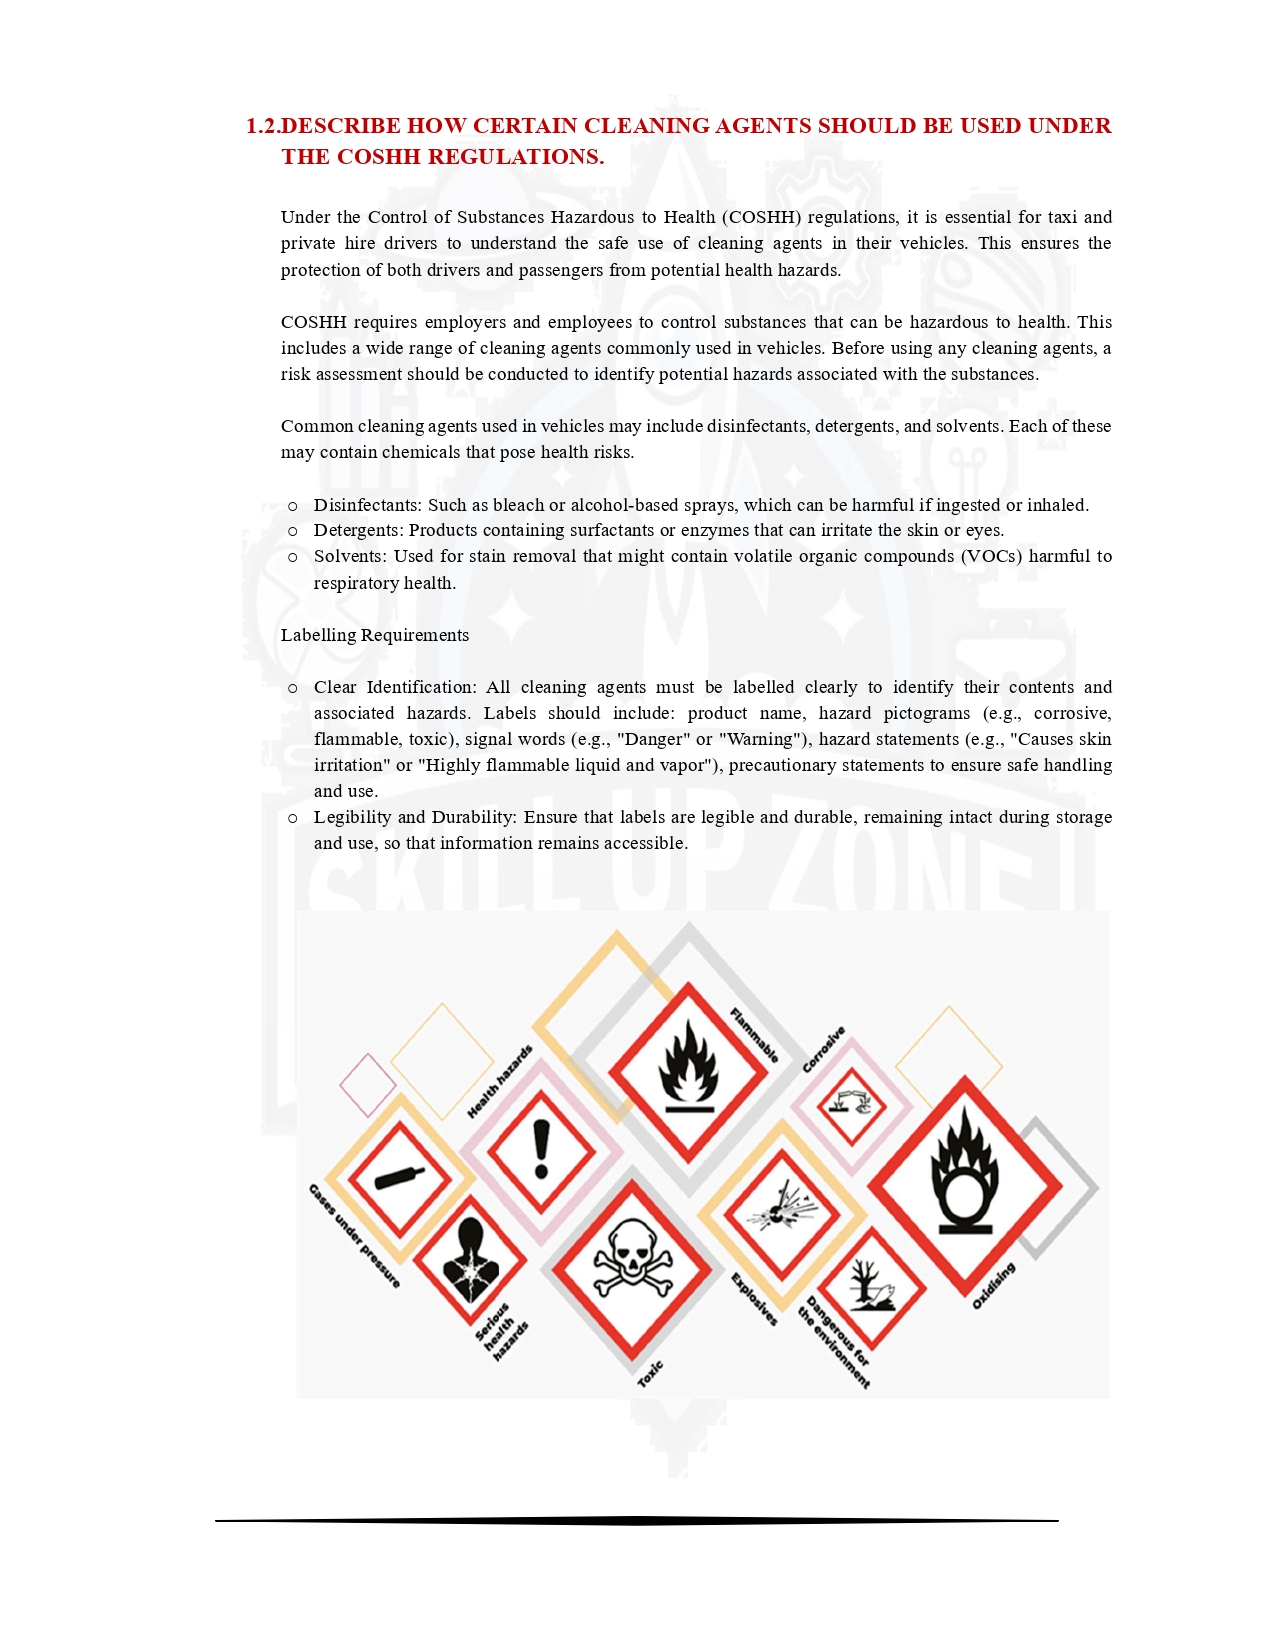 1.2.DESCRIBE HOW CERTAIN CLEANING AGENTS SHOULD BE USED UNDER
THE COSHH REGULATIONS.
Under the Control of Substances Hazardous to Health (COSHH) regulations, it is essential for taxi and
private hire drivers to understand the safe use of cleaning agents in their vehicles. This ensures the
protection of both drivers and passengers from potential health hazards.
COSHH requires employers and employees to control substances that can be hazardous to health. This
includes a wide range of cleaning agents commonly used in vehicles. Before using any cleaning agents, a
risk assessment should be conducted to identify potential hazards associated with the substances.
Common cleaning agents used in vehicles may include disinfectants, detergents, and solvents. Each of these
may contain chemicals that pose health risks.
o Disinfectants: Such as bleach or alcohol-based sprays, which can be harmful if ingested or inhaled.
o Detergents: Products containing surfactants or enzymes that can irritate the skin or eyes.
o Solvents: Used for stain removal that might contain volatile organic compounds (VOCs) harmful to
respiratory health.
Labelling Requirements
o Clear Identification: All cleaning agents must be labelled clearly to identify their contents and
associated hazards. Labels should include: product name, hazard pictograms (e.g., corrosive,
flammable, toxic), signal words (e.g., "Danger" or "Warning"), hazard statements (e.g., "Causes skin
irritation" or "Highly flammable liquid and vapor"), precautionary statements to ensure safe handling
and use.
o Legibility and Durability: Ensure that labels are legible and durable, remaining intact during storage
and use, so that information remains accessible.
SKILL UP ZONE
Flammable
Corrosive
Health hazards
Gases under pressure
Serious
health
hazards
Toxic
Explosives
Dangerous for
the environment
Oxidising